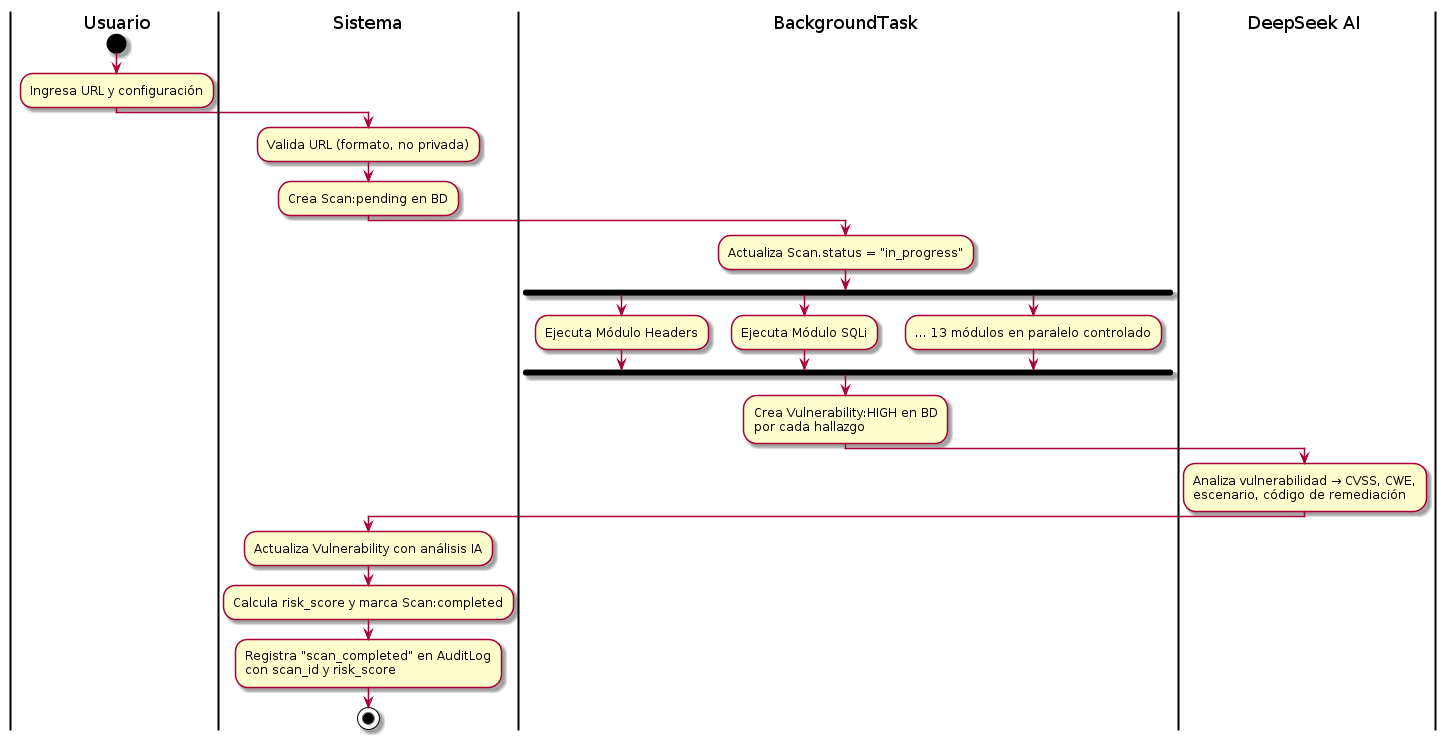 Usuario
Sistema
BackgroundTask
DeepSeek AI
Ingresa URL y configuración
Valida URL (formato, no privada)
Crea Scan:pending en BD
Actualiza Scan.status = "in_progress"
Ejecuta Módulo Headers
Ejecuta Módulo SQLi
... 13 módulos en paralelo controlado
Crea Vulnerability:HIGH en BD
por cada hallazgo
Analiza vulnerabilidad → CVSS, CWE,
escenario, código de remediación
Actualiza Vulnerability con análisis IA
Calcula risk_score y marca Scan:completed
Registra "scan_completed" en AuditLog
con scan_id y risk_score